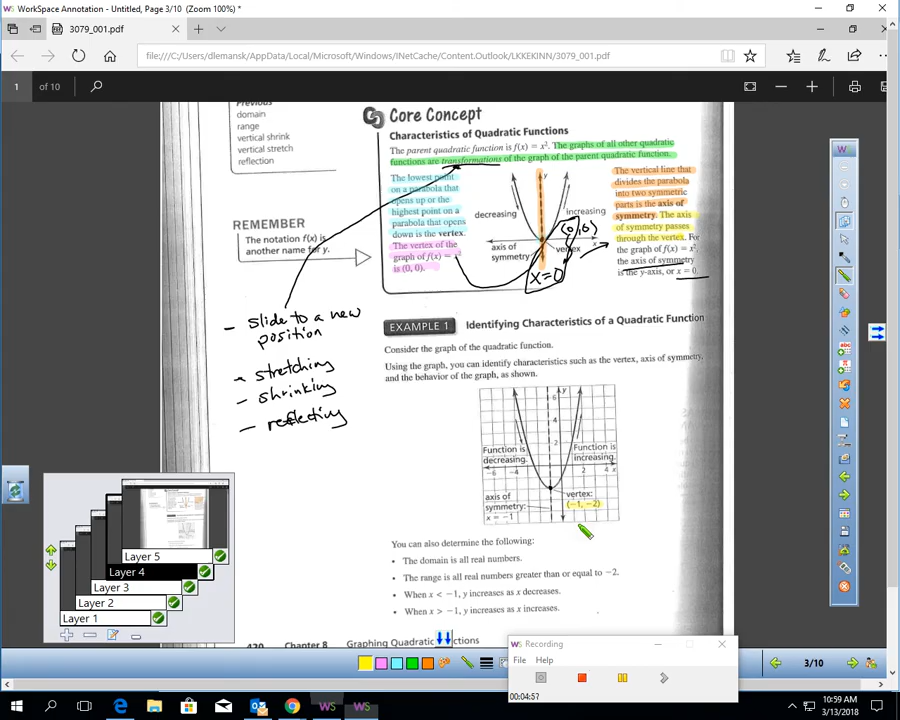 WorkSpace Annotation - Untitled, Page 3/10 (Zoom 100%) *
3079_001.pdf
file:///C:/Users/dlemansk/AppData/Local/Microsoft/Windows/INetCache/Content.Outlook/LKKEKINN/3079_001.pdf
1 of 10
Previous
domain
range
vertical shrink
vertical stretch
reflection
REMEMBER
The notation f(x) is
another name for y.
- slide to a new
position
- stretching
- shrinking
- reflecting
Core Concept
Characteristics of Quadratic Functions
The parent quadratic function is f(x) = x². The graphs of all other quadratic
functions are transformations of the graph of the parent quadratic function.
The lowest point
on a parabola that
opens up or the
highest point on a
parabola that opens
down is the vertex.
The vertex of the
graph of f(x) = x²
is (0, 0).
y
decreasing
increasing
(0,0)
x
axis of
symmetry
vertex
x=0
The vertical line that
divides the parabola
into two symmetric
parts is the axis of
symmetry. The axis
of symmetry passes
through the vertex. For
the graph of f(x) = x²,
the axis of symmetry
is the y-axis, or x = 0.
EXAMPLE 1 Identifying Characteristics of a Quadratic Function
Consider the graph of the quadratic function.
Using the graph, you can identify characteristics such as the vertex, axis of symmetry,
and the behavior of the graph, as shown.
6 y
4
2
Function is
decreasing.
Function is
increasing.
-6 -4 2 4 x
axis of
symmetry:
x = -1
vertex:
(-1, -2)
You can also determine the following:
• The domain is all real numbers.
• The range is all real numbers greater than or equal to -2.
• When x < -1, y increases as x decreases.
• When x > -1, y increases as x increases.
420 Chapter 8 Graphing Quadratic ctions
Layer 5
Layer 4
Layer 3
Layer 2
Layer 1
Recording
File Help
00:04:57
3/10
10:59 AM
3/13/2018